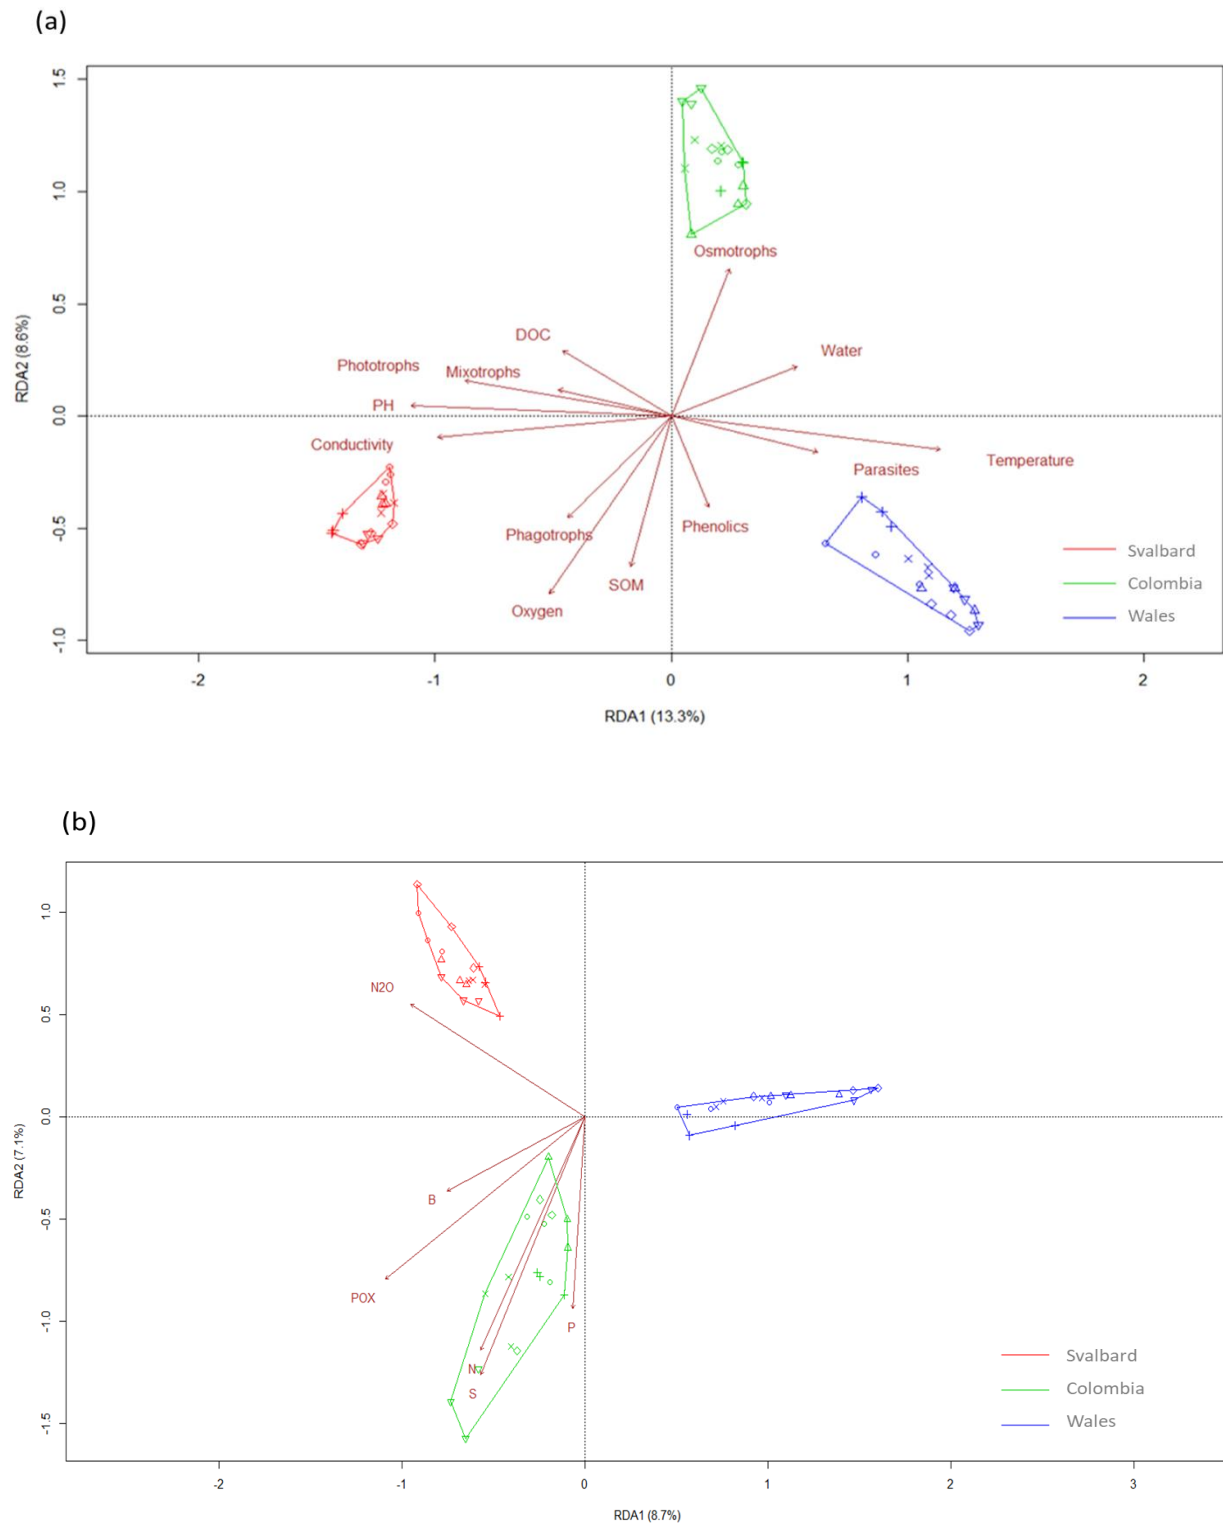 (a)
1.5
1.0
0.5
0.0
-0.5
-1.0
RDA2 (8.6%)
Osmotrophs
DOC
Water
Phototrophs
Mixotrophs
PH
Conductivity
Parasites
Temperature
Phagotrophs
Phenolics
SOM
Oxygen
Svalbard
Colombia
Wales
-2
-1
0
1
2
RDA1 (13.3%)
(b)
1.0
0.5
0.0
-0.5
-1.0
-1.5
RDA2 (7.1%)
N2O
B
POX
P
N
S
Svalbard
Colombia
Wales
-2
-1
0
1
2
3
RDA1 (8.7%)